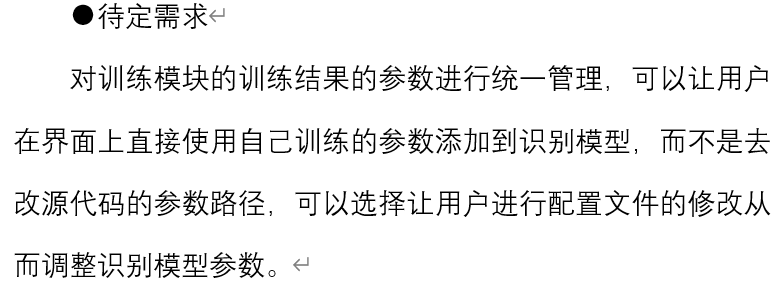 ●待定需求↵
对训练模块的训练结果的参数进行统一管理，可以让用户
在界面上直接使用自己训练的参数添加到识别模型，而不是去
改源代码的参数路径，可以选择让用户进行配置文件的修改从
而调整识别模型参数。↵